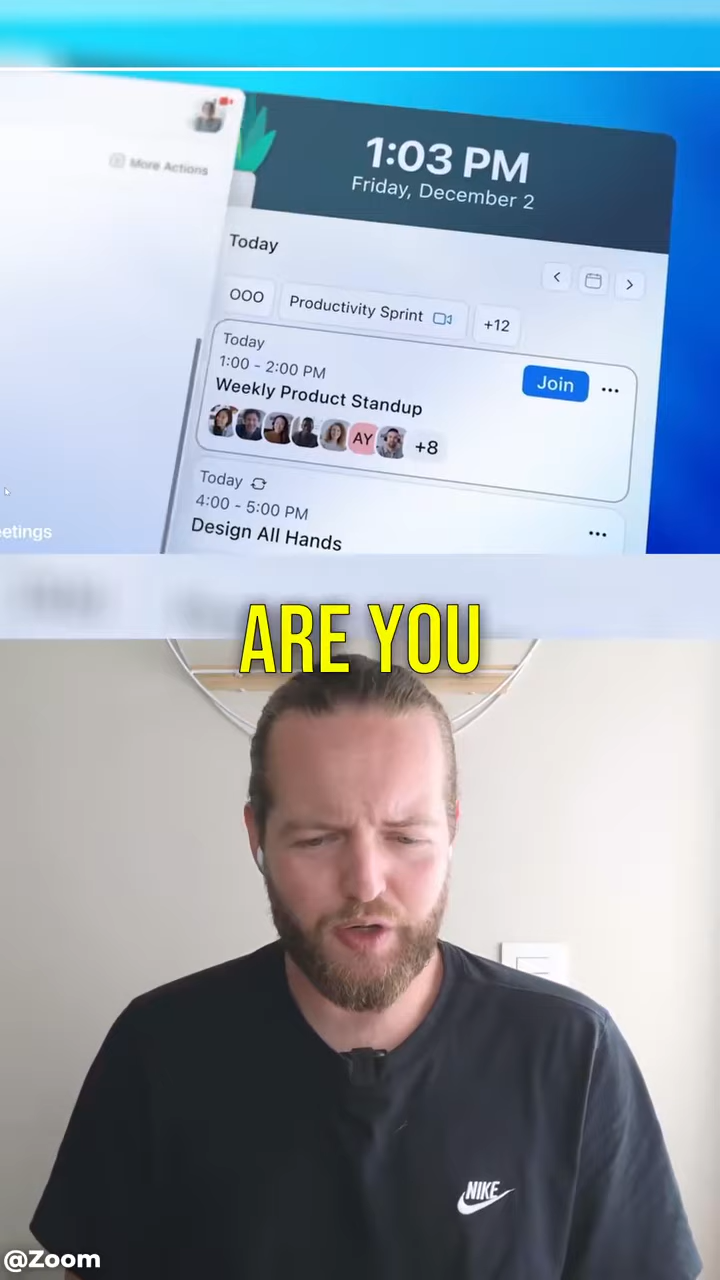 More Actions
1:03 PM
Friday, December 2
Today
OOO
Productivity Sprint
+12
Today
1:00 - 2:00 PM
Weekly Product Standup
Join
AY
+8
Today
4:00 - 5:00 PM
Design All Hands
eetings
ARE YOU
NIKE
@Zoom